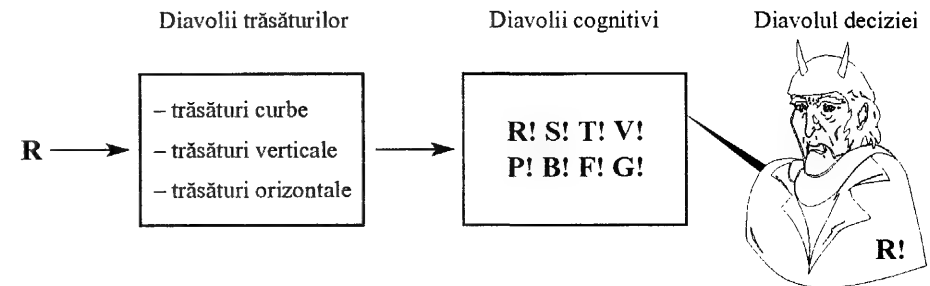 Diavolii trăsăturilor
Diavolii cognitivi
Diavolul deciziei
R
– trăsături curbe
– trăsături verticale
– trăsături orizontale
R! S! T! V!
P! B! F! G!
R!